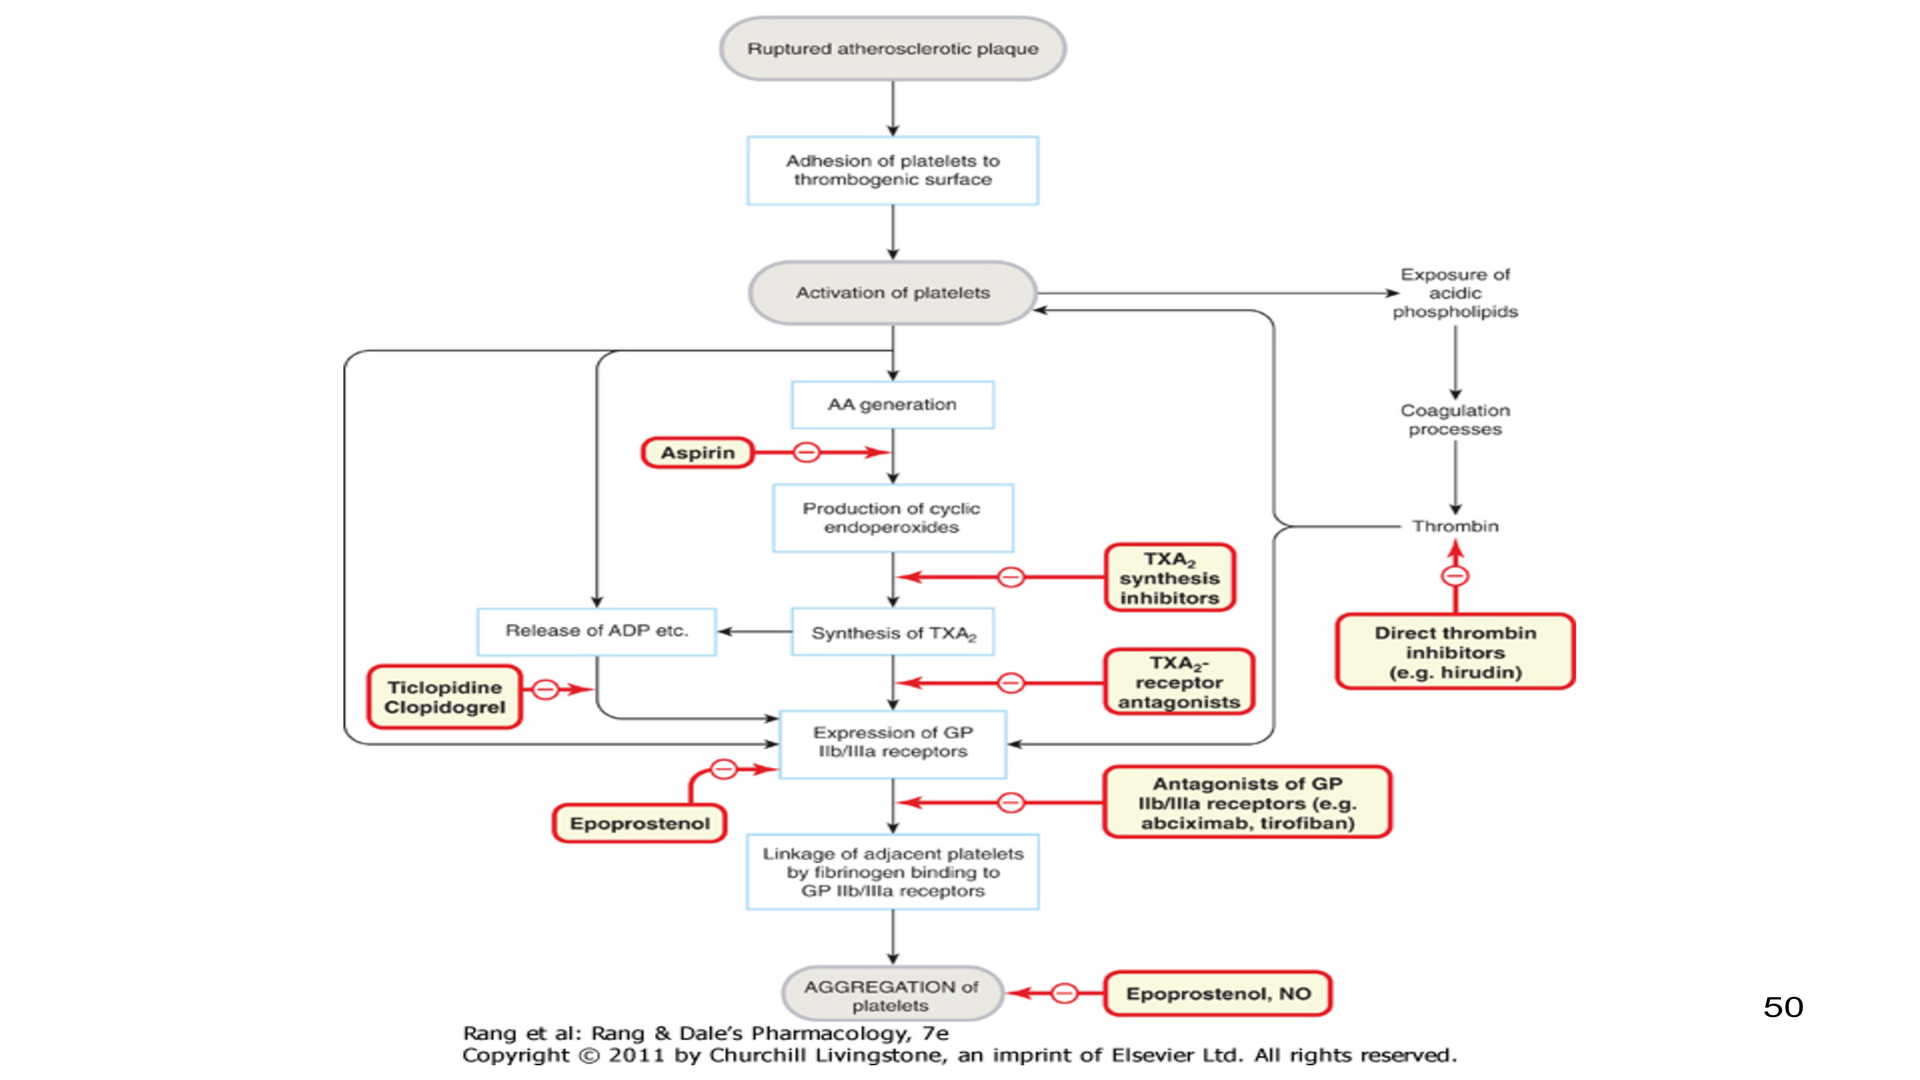 Ruptured atherosclerotic plaque
Adhesion of platelets to
thrombogenic surface
Activation of platelets
Exposure of
acidic
phospholipids
AA generation
Coagulation
processes
Aspirin
Production of cyclic
endoperoxides
Thrombin
TXA₂
synthesis
inhibitors
Release of ADP etc.
Synthesis of TXA₂
Direct thrombin
inhibitors
(e.g. hirudin)
Ticlopidine
Clopidogrel
TXA₂-
receptor
antagonists
Expression of GP
IIb/IIIa receptors
Epoprostenol
Antagonists of GP
IIb/IIIa receptors (e.g.
abciximab, tirofiban)
Linkage of adjacent platelets
by fibrinogen binding to
GP IIb/IIIa receptors
AGGREGATION of
platelets
Epoprostenol, NO
50
Rang et al: Rang & Dale's Pharmacology, 7e
Copyright © 2011 by Churchill Livingstone, an imprint of Elsevier Ltd. All rights reserved.